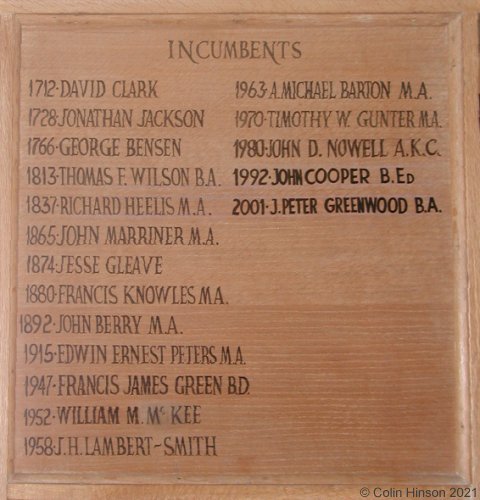 INCUMBENTS
1712·DAVID CLARK
1728·JONATHAN JACKSON
1766·GEORGE BENSEN
1813·THOMAS F. WILSON B.A.
1837·RICHARD HEELIS M.A.
1865·JOHN MARRINER M.A.
1874·JESSE GLEAVE
1880·FRANCIS KNOWLES M.A.
1892·JOHN BERRY M.A.
1915·EDWIN ERNEST PETERS M.A.
1947·FRANCIS JAMES GREEN B.D.
1952·WILLIAM M. Mc KEE
1958·J.H. LAMBERT-SMITH
1963·A.MICHAEL BARTON M.A.
1970·TIMOTHY W. GUNTER M.A.
1980·JOHN D. NOWELL A.K.C.
1992·JOHN COOPER B.Ed
2001·J.PETER GREENWOOD B.A.
© Colin Hinson 2021